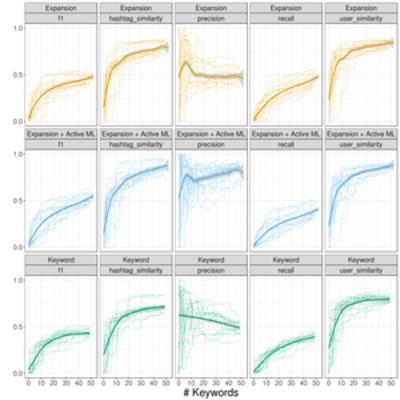 Expansion Expansion Expansion Expansion Expansion
f1 hashtag_similarity precision recall user_similarity
1.0
0.5
0.0
Expansion + Active ML Expansion + Active ML Expansion + Active ML Expansion + Active ML Expansion + Active ML
f1 hashtag_similarity precision recall user_similarity
1.0
0.5
0.0
Keyword Keyword Keyword Keyword Keyword
f1 hashtag_similarity precision recall user_similarity
1.0
0.5
0.0
0 10 20 30 40 50 0 10 20 30 40 50 0 10 20 30 40 50 0 10 20 30 40 50 0 10 20 30 40 50
# Keywords